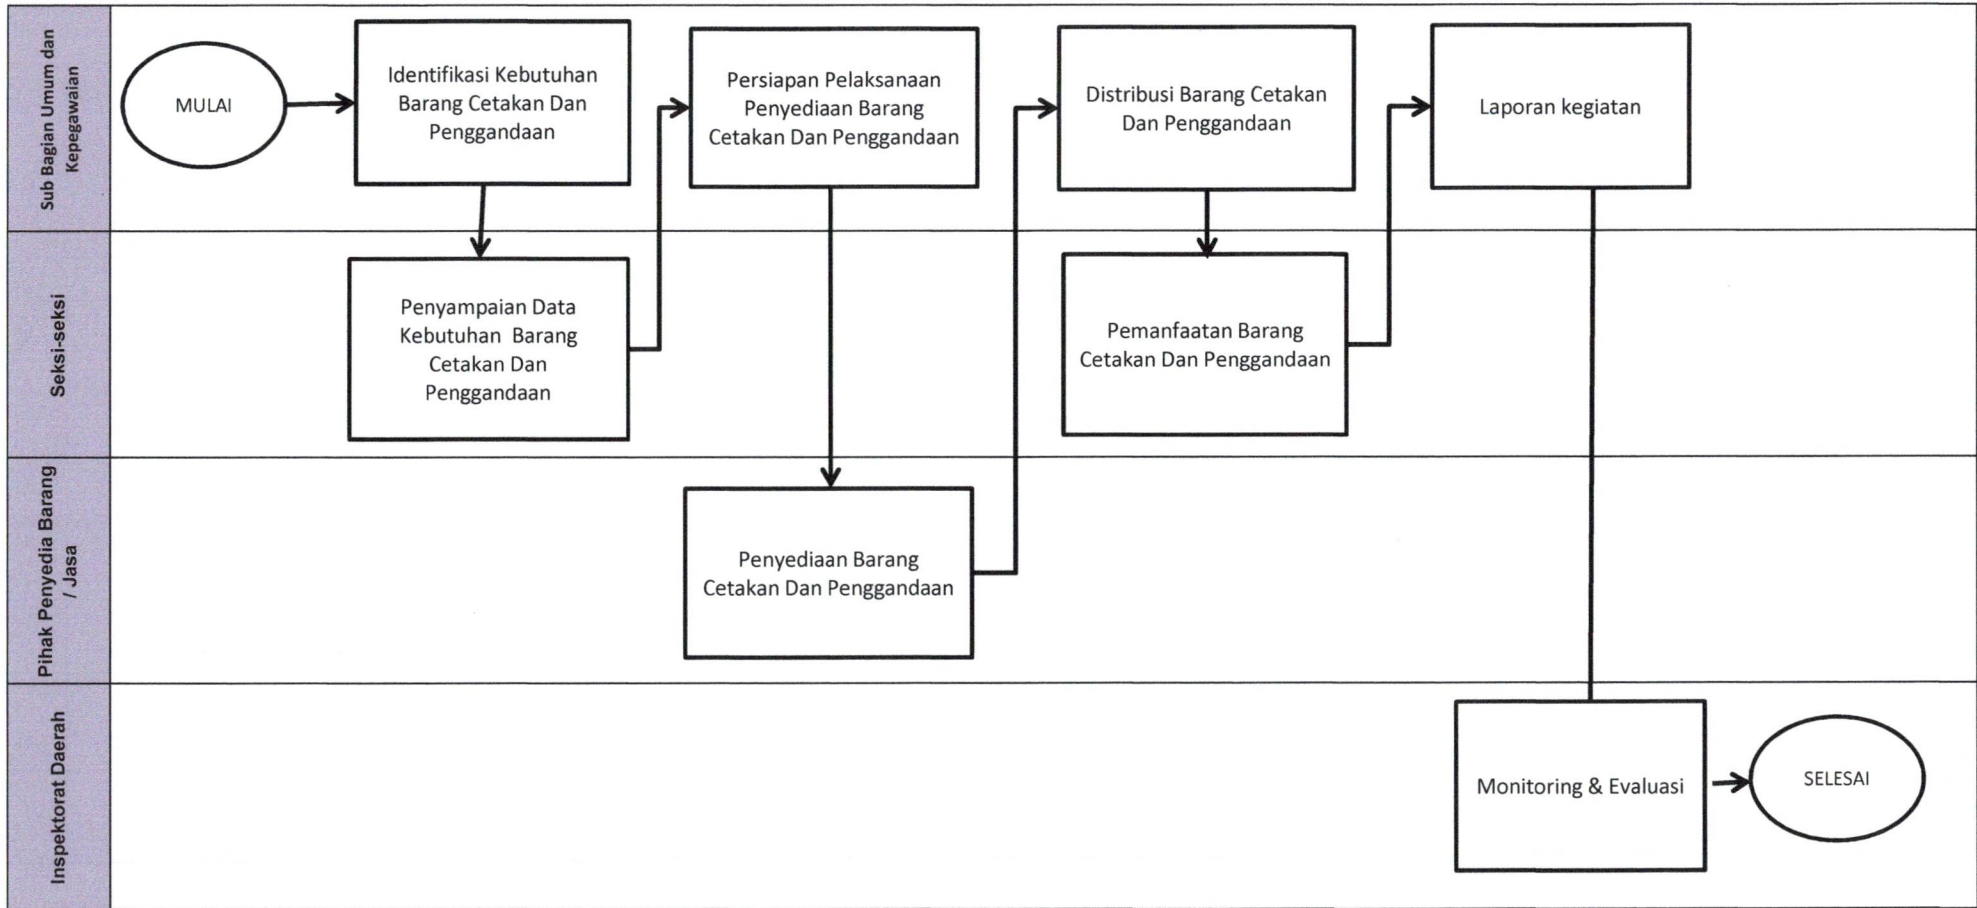 Sub Bagian Umum dan
Kepegawaian
MULAI
Identifikasi Kebutuhan
Barang Cetakan Dan
Penggandaan
Persiapan Pelaksanaan
Penyediaan Barang
Cetakan Dan Penggandaan
Distribusi Barang Cetakan
Dan Penggandaan
Laporan kegiatan
Seksi-seksi
Penyampaian Data
Kebutuhan Barang
Cetakan Dan
Penggandaan
Pemanfaatan Barang
Cetakan Dan Penggandaan
Pihak Penyedia Barang
/ Jasa
Penyediaan Barang
Cetakan Dan Penggandaan
Inspektorat Daerah
Monitoring & Evaluasi
SELESAI